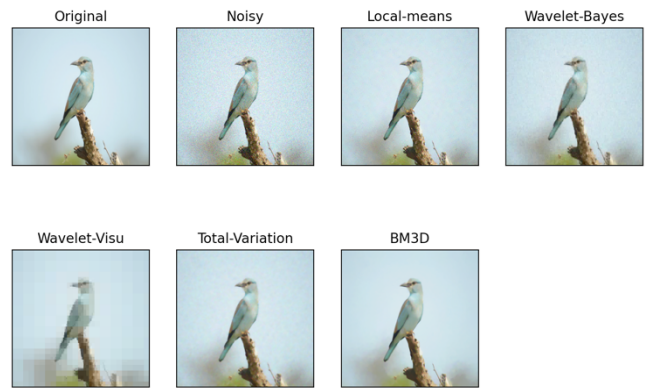 Original
Noisy
Local-means
Wavelet-Bayes
Wavelet-Visu
Total-Variation
BM3D